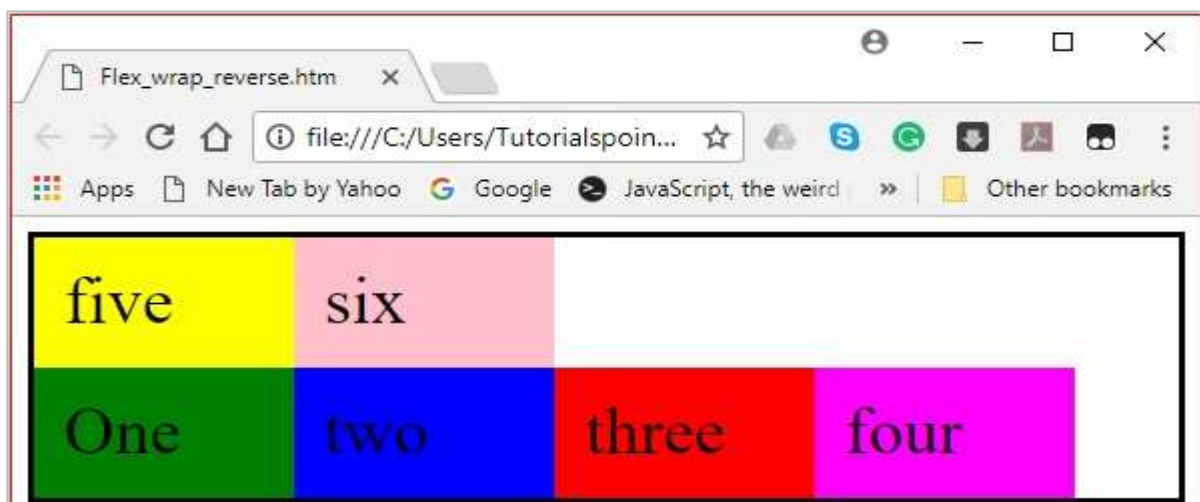 Flex_wrap_reverse.htm
file:///C:/Users/Tutorialspoin...
Apps New Tab by Yahoo Google JavaScript, the weird » Other bookmarks
five six
One two three four